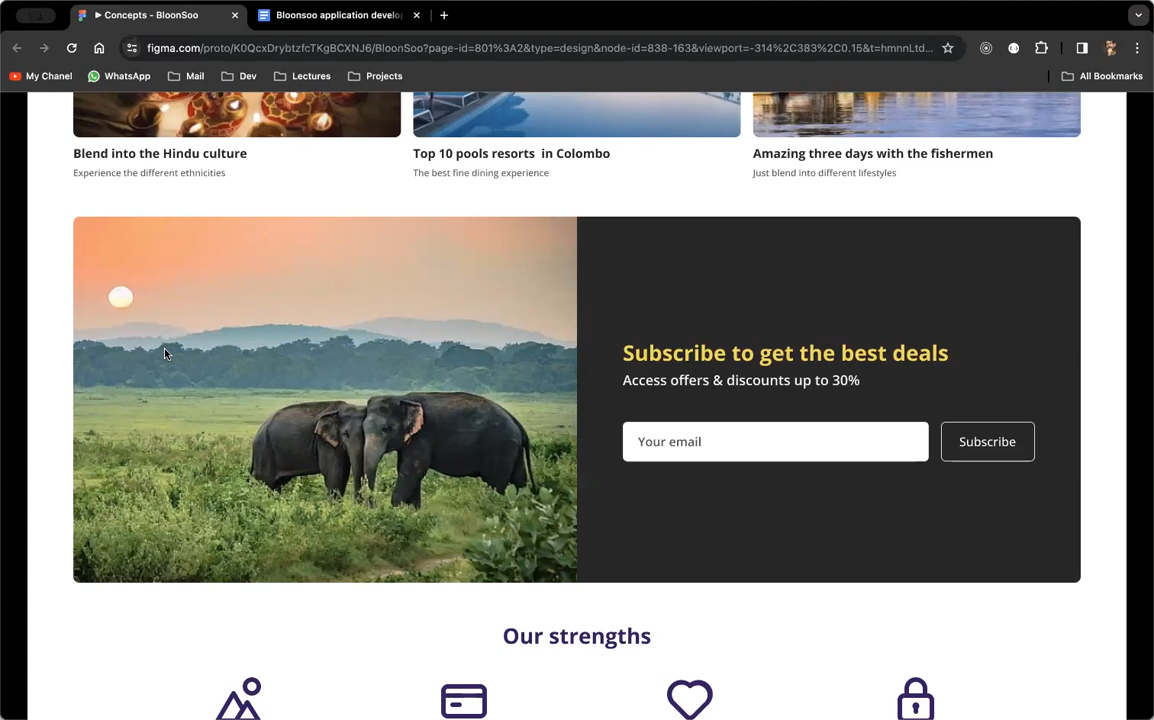 ▶ Concepts - BloonSoo
Bloonsoo application develo
figma.com/proto/K0QcxDrybtzfcTKgBCXNJ6/BloonSoo?page-id=801%3A2&type=design&node-id=838-163&viewport=-314%2C383%2C0.15&t=hmnnLtd...
My Chanel
WhatsApp
Mail
Dev
Lectures
Projects
All Bookmarks
Blend into the Hindu culture
Experience the different ethnicities
Top 10 pools resorts in Colombo
The best fine dining experience
Amazing three days with the fishermen
Just blend into different lifestyles
Subscribe to get the best deals
Access offers & discounts up to 30%
Your email
Subscribe
Our strengths